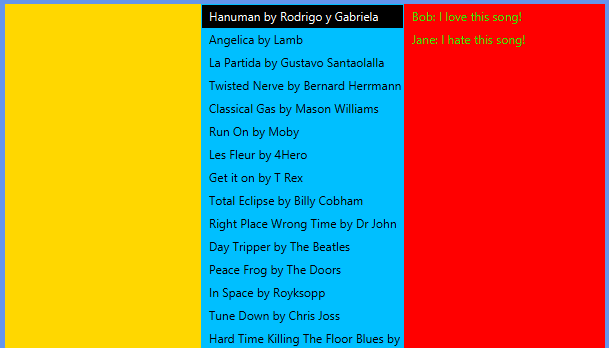 Hanuman by Rodrigo y Gabriela
Angelica by Lamb
La Partida by Gustavo Santaolalla
Twisted Nerve by Bernard Herrmann
Classical Gas by Mason Williams
Run On by Moby
Les Fleur by 4Hero
Get it on by T Rex
Total Eclipse by Billy Cobham
Right Place Wrong Time by Dr John
Day Tripper by The Beatles
Peace Frog by The Doors
In Space by Royksopp
Tune Down by Chris Joss
Hard Time Killing The Floor Blues by
Bob: I love this song!
Jane: I hate this song!